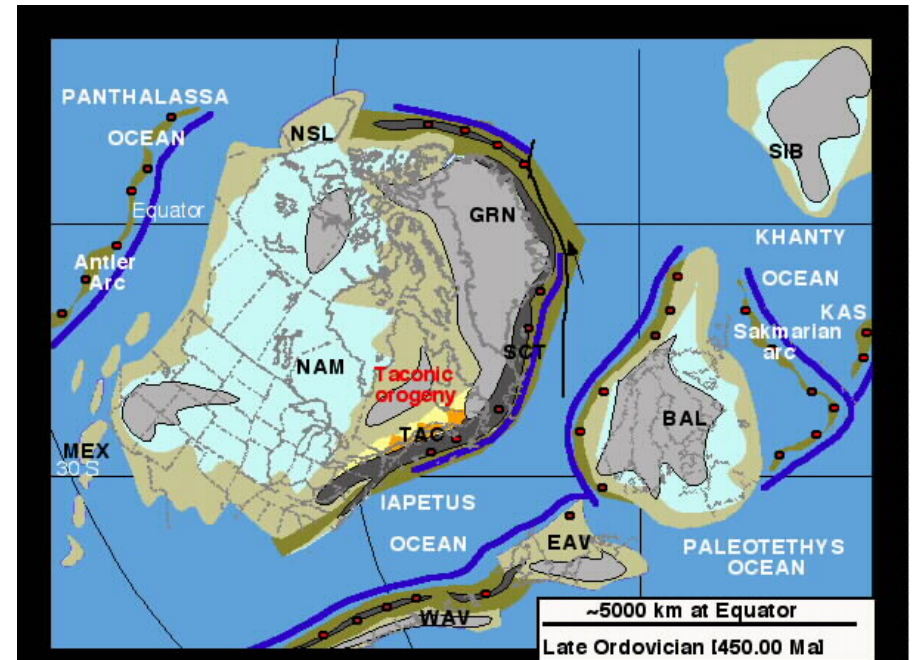 PANTHALASSA
OCEAN
NSL
SIB
Equator
GRN
KHANTY
OCEAN
Antler
Arc
KAS
Sakmarian
arc
SCT
NAM
Taconic
orogeny
BAL
TAC
MEX
30°S
IAPETUS
OCEAN
EAV
PALEOTETHYS
OCEAN
WAV
~5000 km at Equator
Late Ordovician [450.00 Ma]